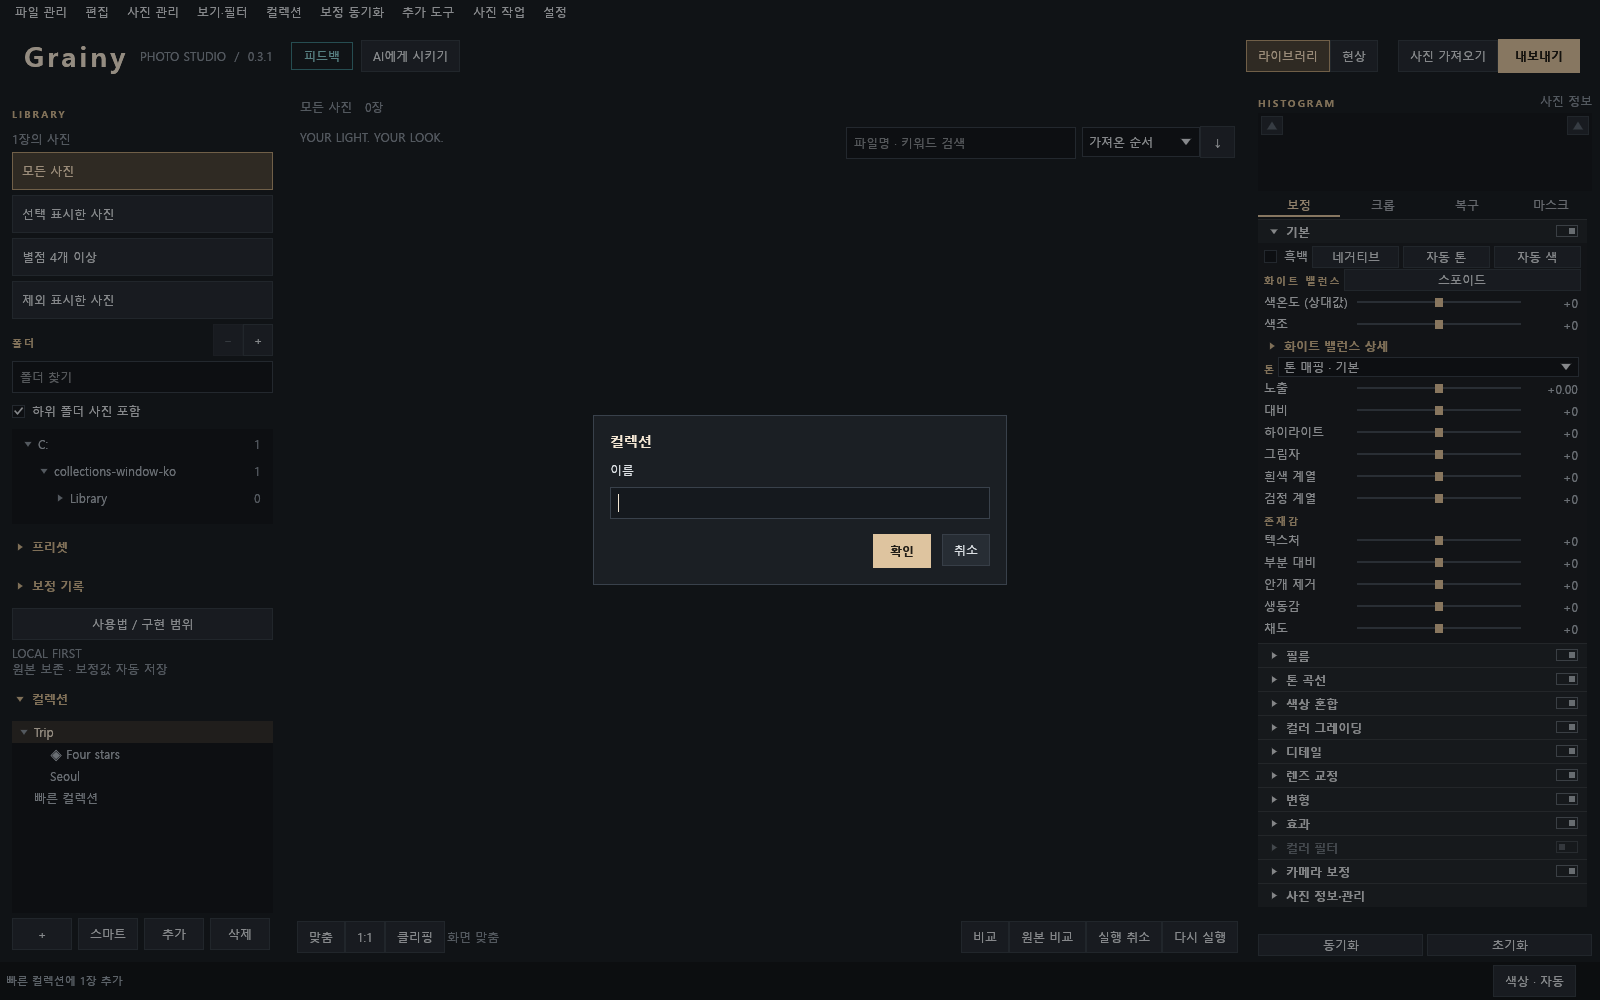 파일 관리 편집 사진 관리 보기·필터 컬렉션 보정 동기화 추가 도구 사진 작업 설정
Grainy PHOTO STUDIO / 0.3.1 피드백 AI에게 시키기 라이브러리 현상 사진 가져오기 내보내기
LIBRARY
1장의 사진
모든 사진
선택 표시한 사진
별점 4개 이상
제외 표시한 사진
폴더 − +
폴더 찾기
하위 폴더 사진 포함
C: 1
collections-window-ko 1
Library 0
프리셋
보정 기록
사용법 / 구현 범위
LOCAL FIRST
원본 보존 · 보정값 자동 저장
컬렉션
Trip
Four stars
Seoul
빠른 컬렉션
+ 스마트 추가 삭제
빠른 컬렉션에 1장 추가
모든 사진 0장
YOUR LIGHT. YOUR LOOK.
파일명 · 키워드 검색 가져온 순서 ↓
컬렉션
이름
확인 취소
맞춤 1:1 클리핑 화면 맞춤 비교 원본 비교 실행 취소 다시 실행
HISTOGRAM 사진 정보
보정 크롭 복구 마스크
기본
흑백 네거티브 자동 톤 자동 색
화이트 밸런스 스포이드
색온도 (상대값) +0
색조 +0
화이트 밸런스 상세
톤 톤 매핑 · 기본
노출 +0.00
대비 +0
하이라이트 +0
그림자 +0
흰색 계열 +0
검정 계열 +0
존재감
텍스처 +0
부분 대비 +0
안개 제거 +0
생동감 +0
채도 +0
필름
톤 곡선
색상 혼합
컬러 그레이딩
디테일
렌즈 교정
변형
효과
컬러 필터
카메라 보정
사진 정보·관리
동기화 초기화
색상 · 자동